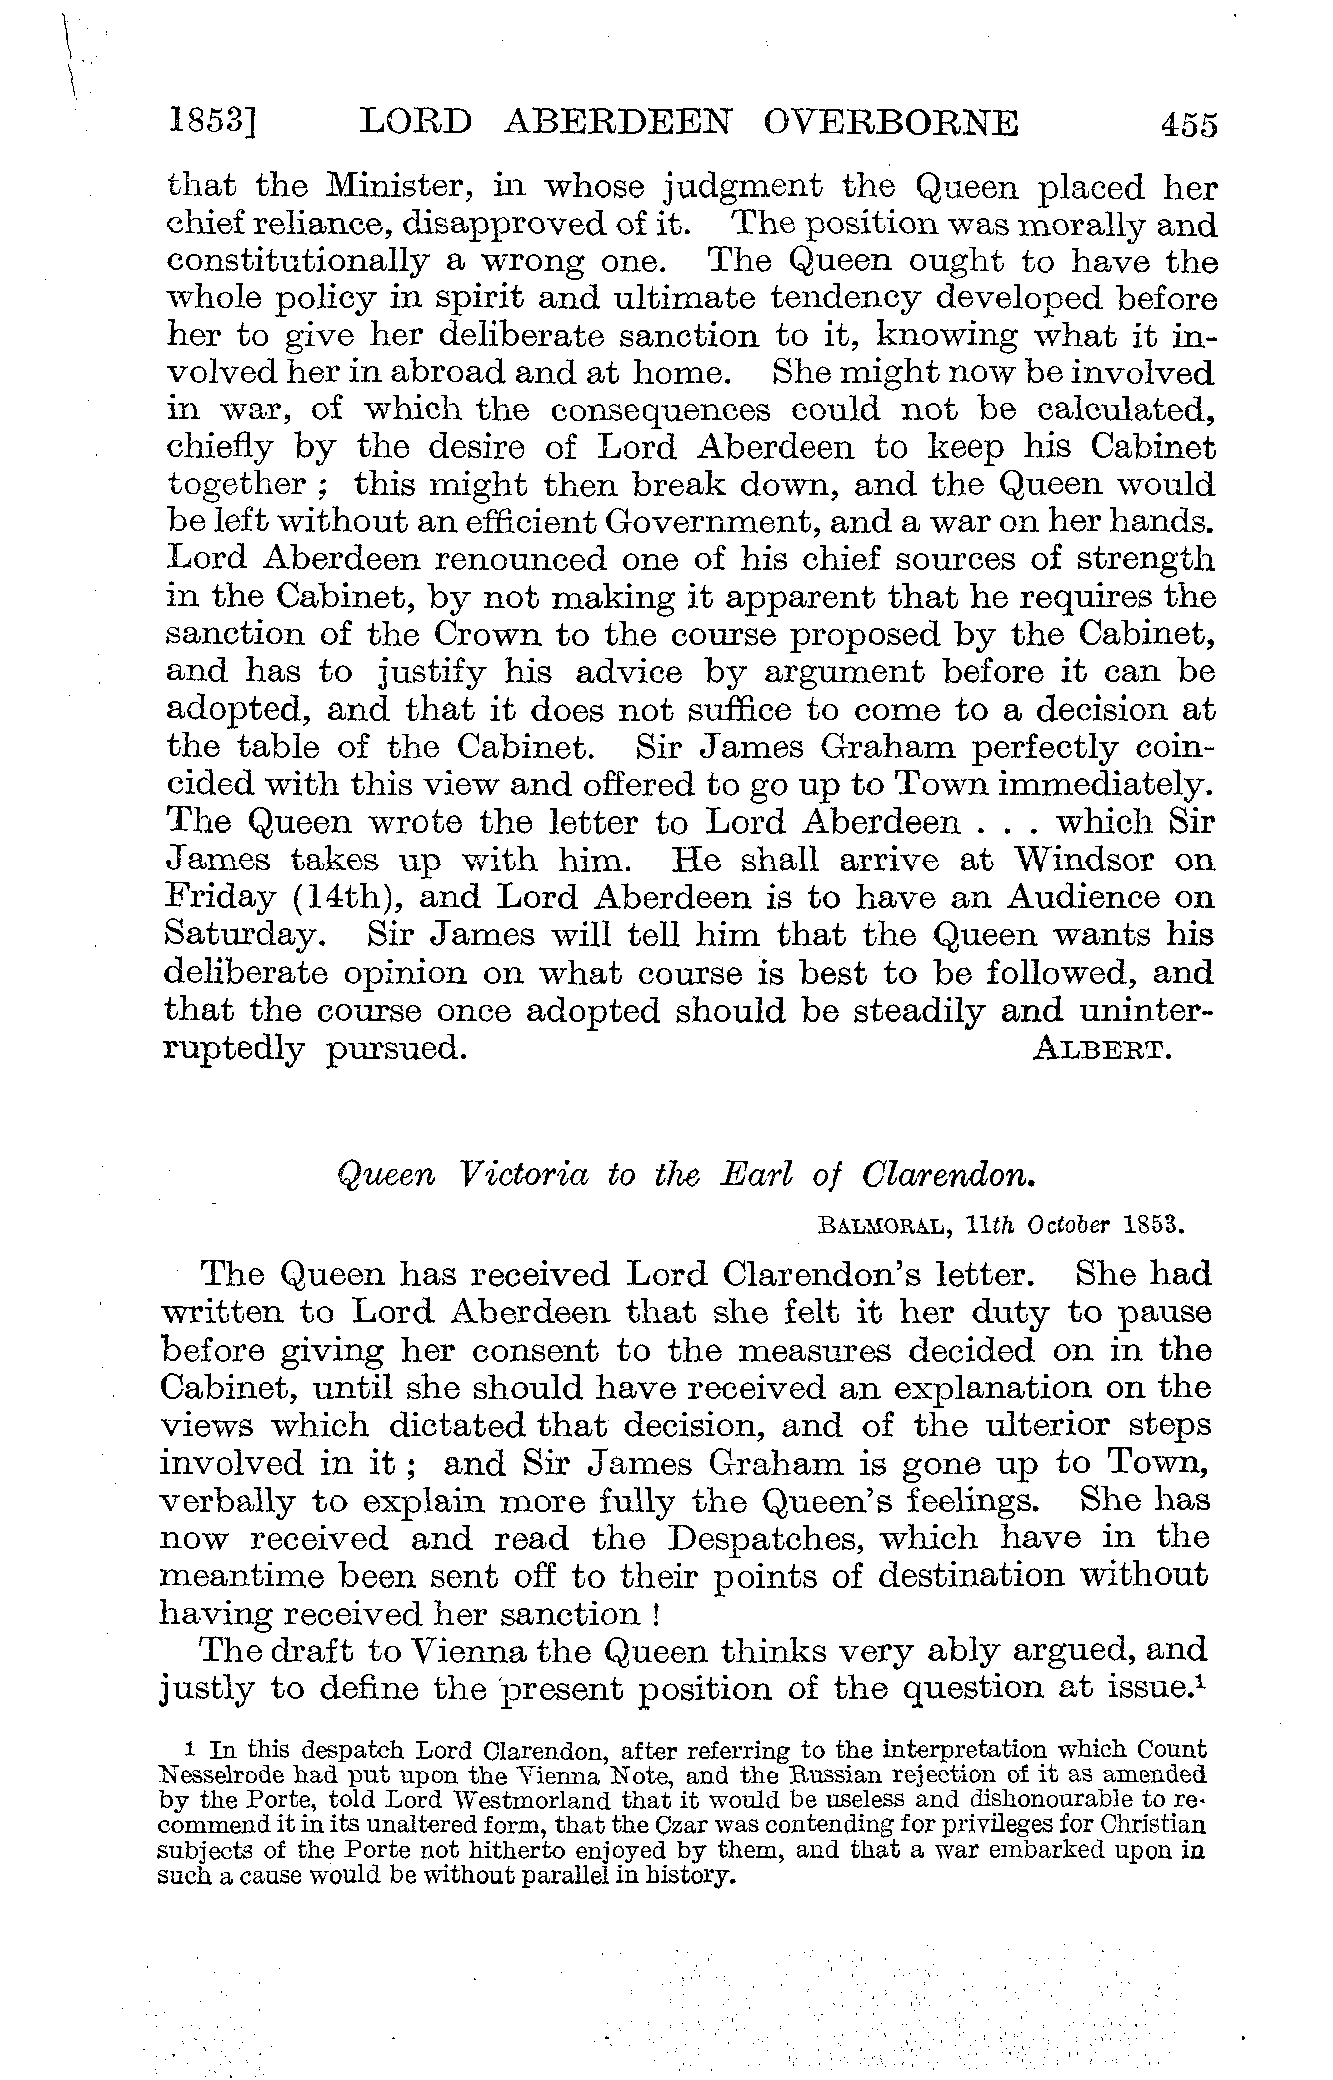 1853] LORD ABERDEEN OVERBORNE 455
that the Minister, in whose judgment the Queen placed her
chief reliance, disapproved of it. The position was morally and
constitutionally a wrong one. The Queen ought to have the
whole policy in spirit and ultimate tendency developed before
her to give her deliberate sanction to it, knowing what it in-
volved her in abroad and at home. She might now be involved
in war, of which the consequences could not be calculated,
chiefly by the desire of Lord Aberdeen to keep his Cabinet
together ; this might then break down, and the Queen would
be left without an efficient Government, and a war on her hands.
Lord Aberdeen renounced one of his chief sources of strength
in the Cabinet, by not making it apparent that he requires the
sanction of the Crown to the course proposed by the Cabinet,
and has to justify his advice by argument before it can be
adopted, and that it does not suffice to come to a decision at
the table of the Cabinet. Sir James Graham perfectly coin-
cided with this view and offered to go up to Town immediately.
The Queen wrote the letter to Lord Aberdeen . . . which Sir
James takes up with him. He shall arrive at Windsor on
Friday (14th), and Lord Aberdeen is to have an Audience on
Saturday. Sir James will tell him that the Queen wants his
deliberate opinion on what course is best to be followed, and
that the course once adopted should be steadily and uninter-
ruptedly pursued. ALBERT.
Queen Victoria to the Earl of Clarendon.
BALMORAL, 11th October 1853.
The Queen has received Lord Clarendon's letter. She had
written to Lord Aberdeen that she felt it her duty to pause
before giving her consent to the measures decided on in the
Cabinet, until she should have received an explanation on the
views which dictated that decision, and of the ulterior steps
involved in it ; and Sir James Graham is gone up to Town,
verbally to explain more fully the Queen's feelings. She has
now received and read the Despatches, which have in the
meantime been sent off to their points of destination without
having received her sanction !
The draft to Vienna the Queen thinks very ably argued, and
justly to define the present position of the question at issue.¹
1 In this despatch Lord Clarendon, after referring to the interpretation which Count
Nesselrode had put upon the Vienna Note, and the Russian rejection of it as amended
by the Porte, told Lord Westmorland that it would be useless and dishonourable to re-
commend it in its unaltered form, that the Czar was contending for privileges for Christian
subjects of the Porte not hitherto enjoyed by them, and that a war embarked upon in
such a cause would be without parallel in history.